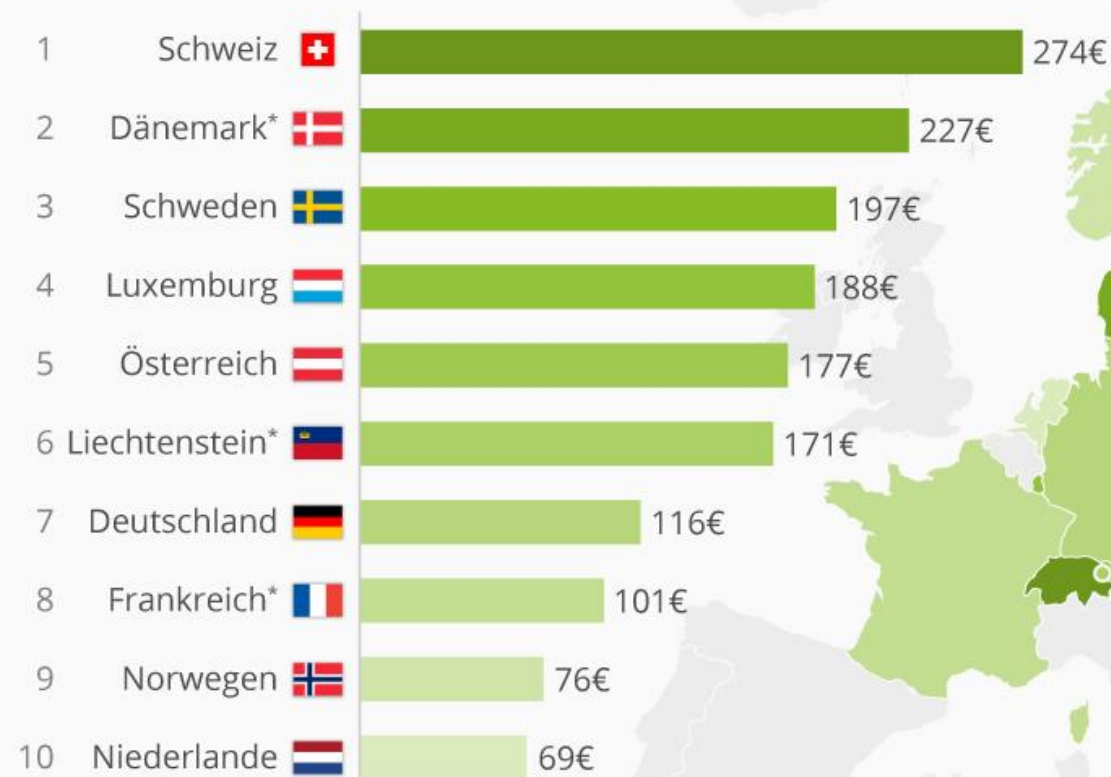 1 Schweiz 274€
2 Dänemark* 227€
3 Schweden 197€
4 Luxemburg 188€
5 Österreich 177€
6 Liechtenstein* 171€
7 Deutschland 116€
8 Frankreich* 101€
9 Norwegen 76€
10 Niederlande 69€